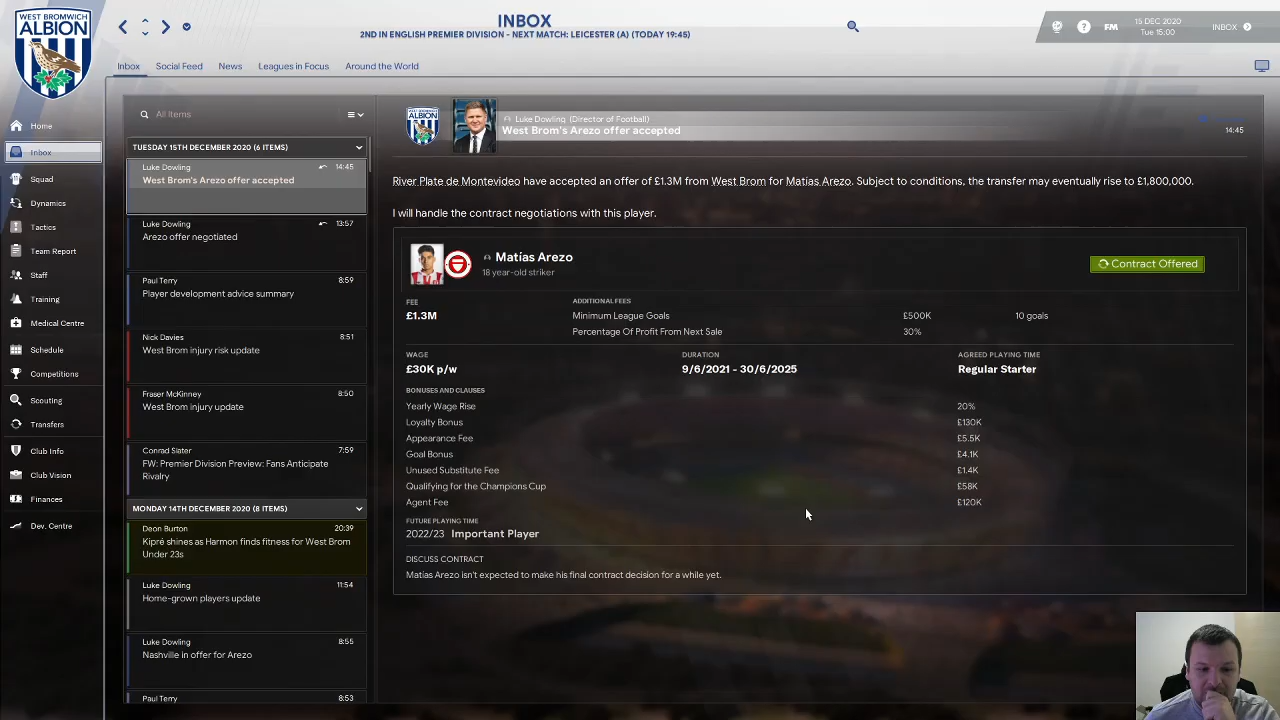 WEST BROMWICH
ALBION
INBOX
2ND IN ENGLISH PREMIER DIVISION - NEXT MATCH: LEICESTER (A) (TODAY 19:45)
FM
15 DEC 2020
Tue 15:00
INBOX
Inbox
Social Feed
News
Leagues in Focus
Around the World
Home
Inbox
Squad
Dynamics
Tactics
Team Report
Staff
Training
Medical Centre
Schedule
Competitions
Scouting
Transfers
Club Info
Club Vision
Finances
Dev. Centre
All Items
TUESDAY 15TH DECEMBER 2020 (6 ITEMS)
Luke Dowling 14:45
West Brom's Arezo offer accepted
Luke Dowling 13:57
Arezo offer negotiated
Paul Terry 8:59
Player development advice summary
Nick Davies 8:51
West Brom injury risk update
Fraser McKinney 8:50
West Brom injury update
Conrad Slater 7:59
FW: Premier Division Preview: Fans Anticipate
Rivalry
MONDAY 14TH DECEMBER 2020 (8 ITEMS)
Deon Burton 20:39
Kipré shines as Harmon finds fitness for West Brom
Under 23s
Luke Dowling 11:54
Home-grown players update
Luke Dowling 8:55
Nashville in offer for Arezo
Paul Terry 8:53
Luke Dowling (Director of Football)
West Brom's Arezo offer accepted
14:45
River Plate de Montevideo have accepted an offer of £1.3M from West Brom for Matías Arezo. Subject to conditions, the transfer may eventually rise to £1,800,000.
I will handle the contract negotiations with this player.
Matías Arezo
18 year-old striker
Contract Offered
FEE
£1.3M
ADDITIONAL FEES
Minimum League Goals £500K 10 goals
Percentage Of Profit From Next Sale 30%
WAGE
£30K p/w
DURATION
9/6/2021 - 30/6/2025
AGREED PLAYING TIME
Regular Starter
BONUSES AND CLAUSES
Yearly Wage Rise 20%
Loyalty Bonus £130K
Appearance Fee £5.5K
Goal Bonus £4.1K
Unused Substitute Fee £1.4K
Qualifying for the Champions Cup £58K
Agent Fee £120K
FUTURE PLAYING TIME
2022/23 Important Player
DISCUSS CONTRACT
Matías Arezo isn't expected to make his final contract decision for a while yet.